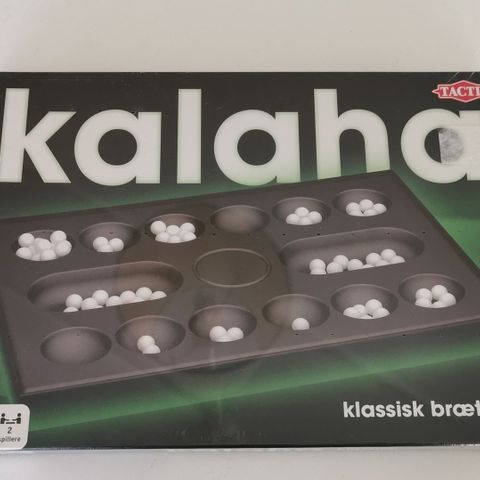 kalaha
TACTI
klassisk bræt
2
spillere